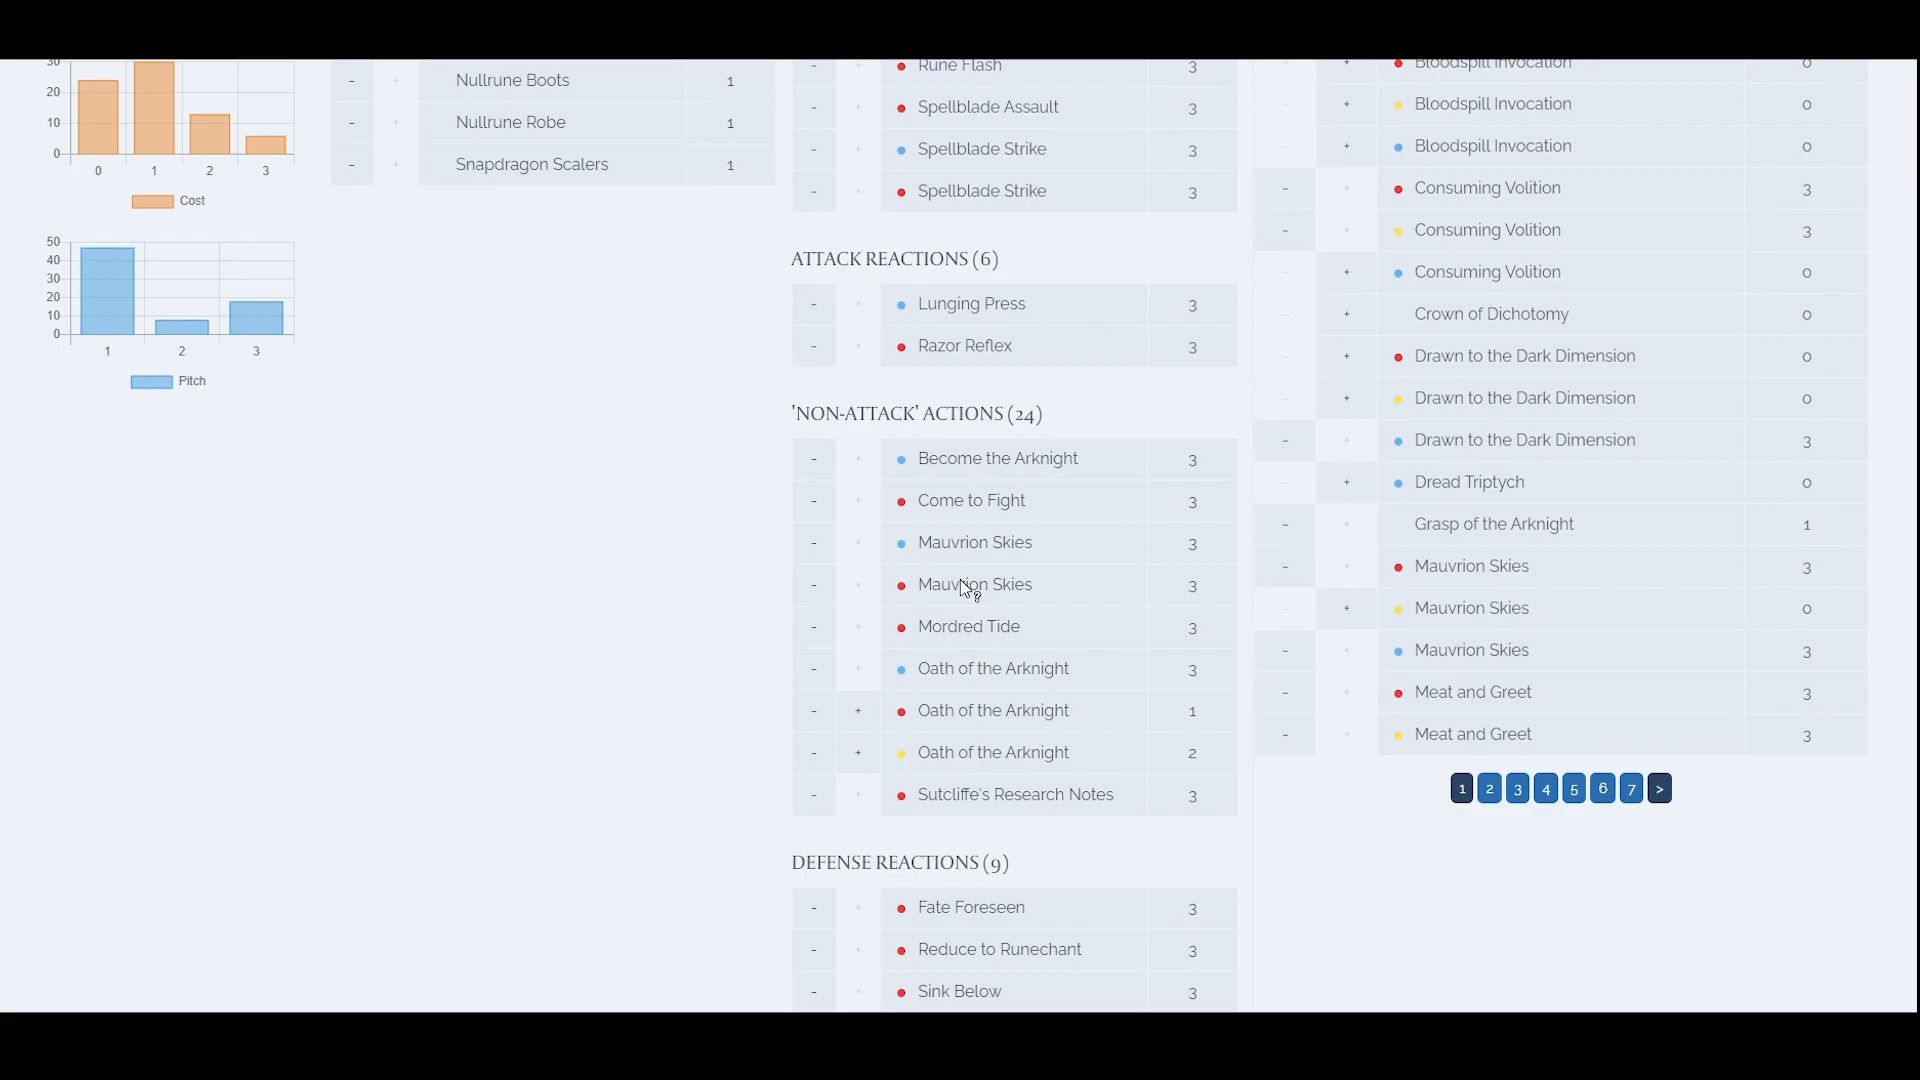 30
20
10
0
0 1 2 3
Cost
50
40
30
20
10
0
1 2 3
Pitch
- + Nullrune Boots 1
- + Nullrune Robe 1
- + Snapdragon Scalers 1
- + Rune Flash 3
- + Spellblade Assault 3
- + Spellblade Strike 3
- + Spellblade Strike 3
ATTACK REACTIONS (6)
- + Lunging Press 3
- + Razor Reflex 3
'NON-ATTACK' ACTIONS (24)
- + Become the Arknight 3
- + Come to Fight 3
- + Mauvrion Skies 3
- + Mauvrion Skies 3
- + Mordred Tide 3
- + Oath of the Arknight 3
- + Oath of the Arknight 1
- + Oath of the Arknight 2
- + Sutcliffe's Research Notes 3
DEFENSE REACTIONS (9)
- + Fate Foreseen 3
- + Reduce to Runechant 3
- + Sink Below 3
- + Bloodspill Invocation 0
- + Bloodspill Invocation 0
- + Bloodspill Invocation 0
- + Consuming Volition 3
- + Consuming Volition 3
- + Consuming Volition 0
- + Crown of Dichotomy 0
- + Drawn to the Dark Dimension 0
- + Drawn to the Dark Dimension 0
- + Drawn to the Dark Dimension 3
- + Dread Triptych 0
- + Grasp of the Arknight 1
- + Mauvrion Skies 3
- + Mauvrion Skies 0
- + Mauvrion Skies 3
- + Meat and Greet 3
- + Meat and Greet 3
1 2 3 4 5 6 7 >